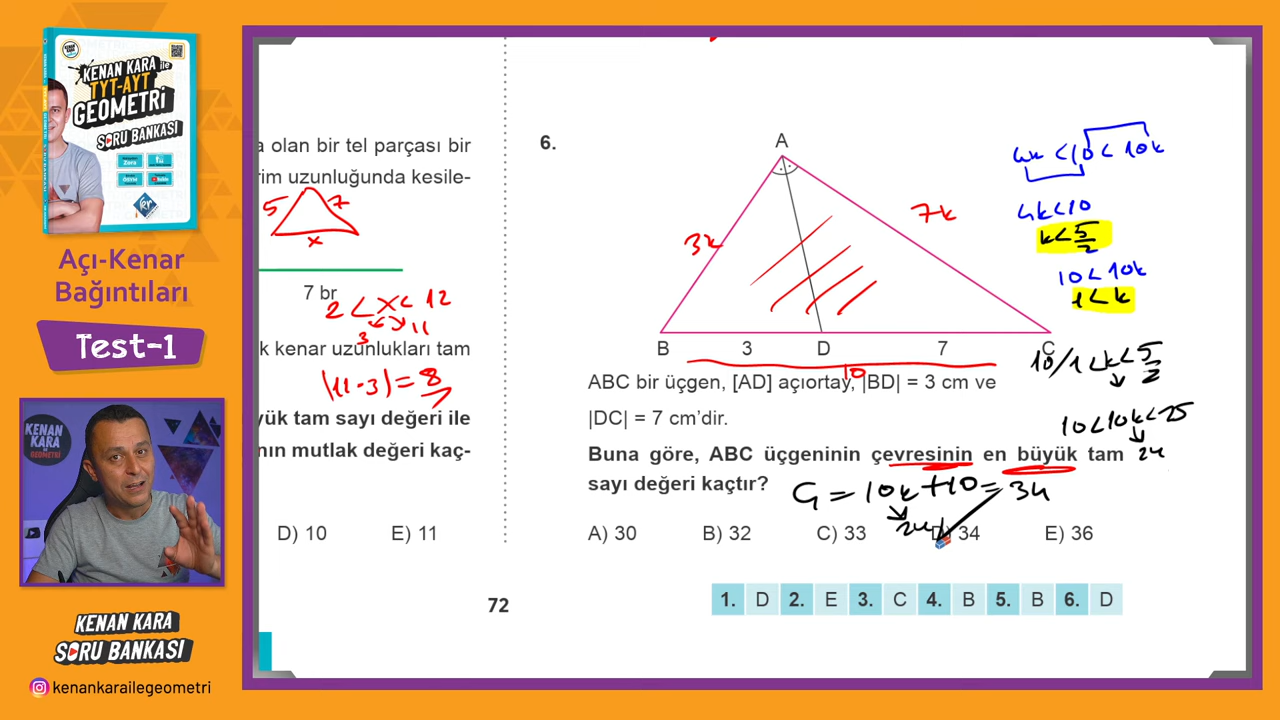 KENAN KARA ile
TYT-AYT
GEOMETRİ
SORU BANKASI
Açı-Kenar
Bağıntıları
Test-1
KENAN KARA
ile
GEOMETRİ
KENAN KARA
SORU BANKASI
kenankarailegeometri
a olan bir tel parçası bir
rim uzunluğunda kesile-
5 7
x
7 br
2 < x < 12
3 11
k kenar uzunlukları tam
|11-3| = 8
yük tam sayı değeri ile
nın mutlak değeri kaç-
D) 10 E) 11
72
6.
A
3k 7k
B 3 D 7 C
10
ABC bir üçgen, [AD] açıortay, |BD| = 3 cm ve
|DC| = 7 cm'dir.
Buna göre, ABC üçgeninin çevresinin en büyük tam
sayı değeri kaçtır?
Ç = 10k + 10 = 34
24
A) 30 B) 32 C) 33 D) 34 E) 36
4k < 10 < 10k
4k < 10
k < 5/2
10 < 10k
1 < k
10/ 1 < k < 5/2
10 < 10k < 25
24
1. D 2. E 3. C 4. B 5. B 6. D